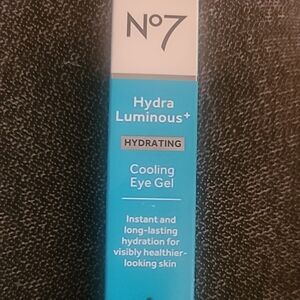 No7
Hydra
Luminous+
HYDRATING
Cooling
Eye Gel
Instant and
long-lasting
hydration for
visibly healthier-
looking skin